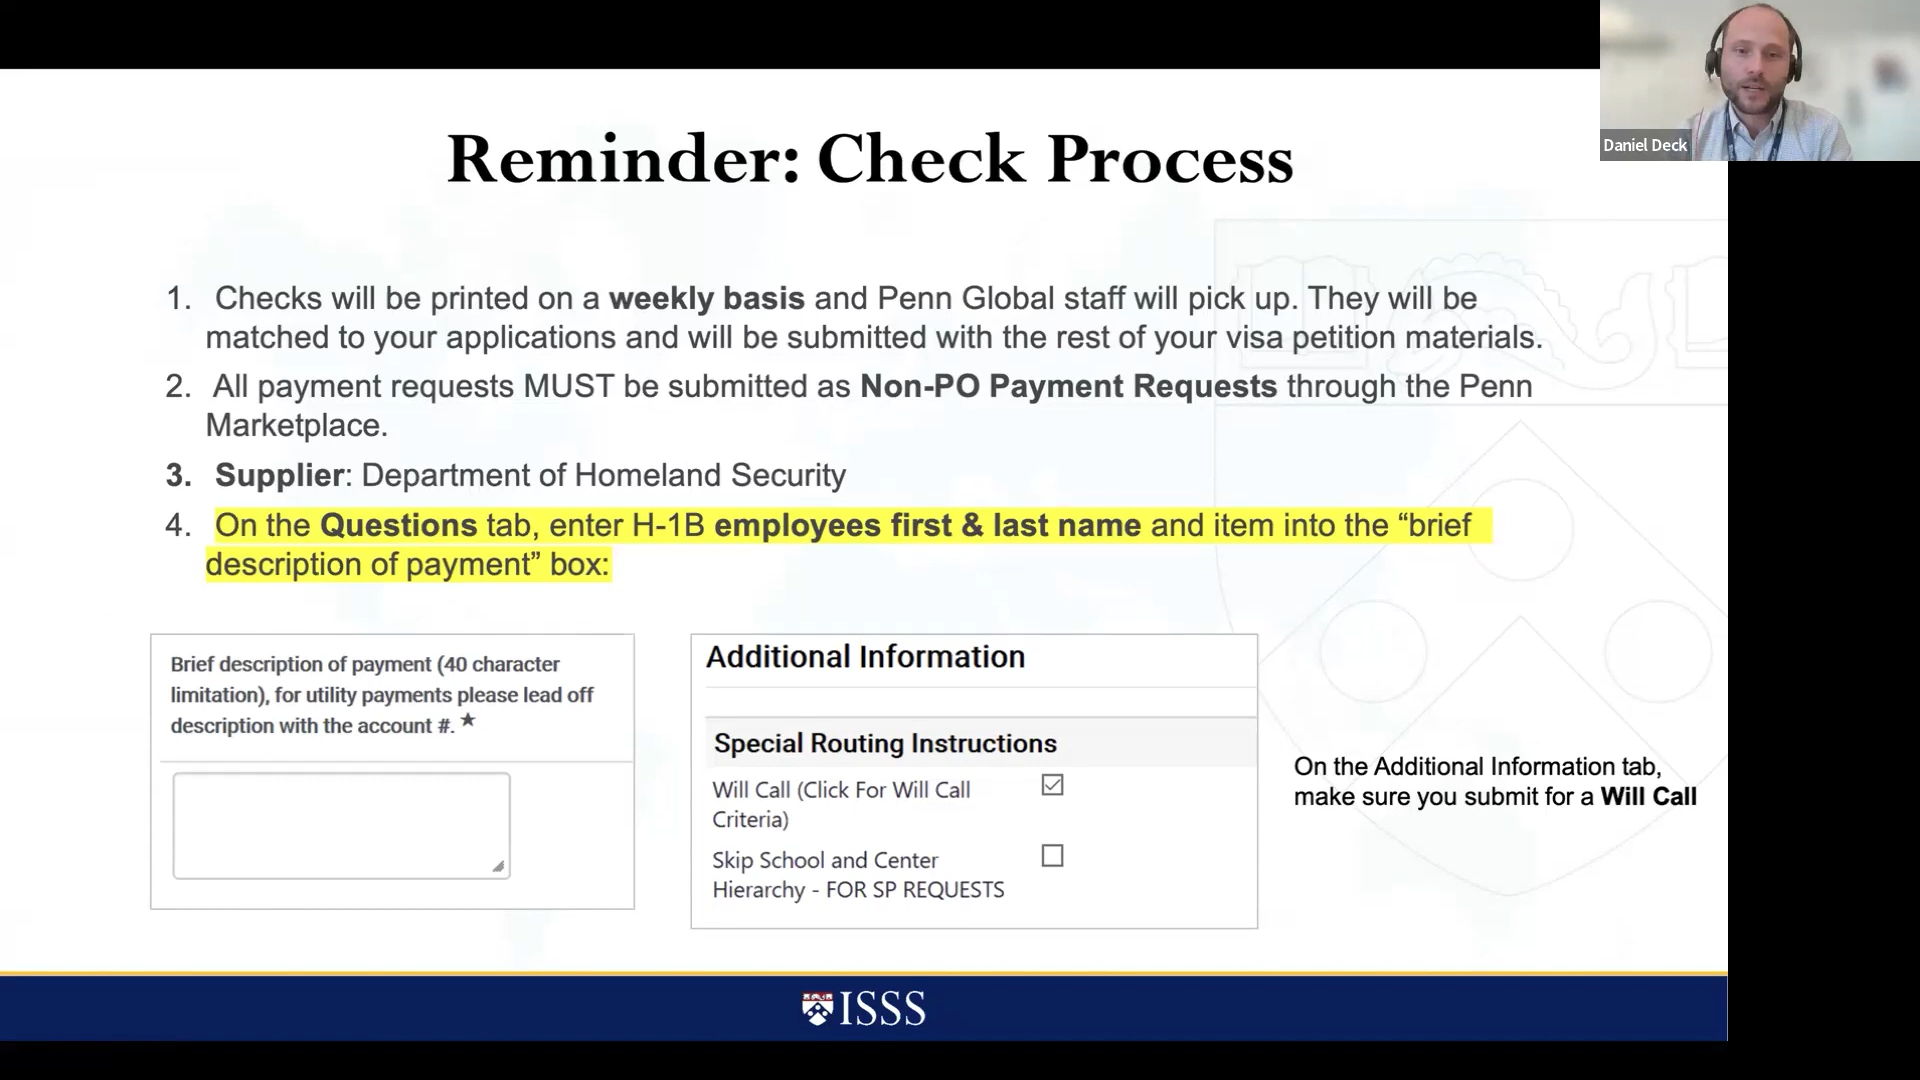 Daniel Deck
Reminder: Check Process
1. Checks will be printed on a weekly basis and Penn Global staff will pick up. They will be
matched to your applications and will be submitted with the rest of your visa petition materials.
2. All payment requests MUST be submitted as Non-PO Payment Requests through the Penn
Marketplace.
3. Supplier: Department of Homeland Security
4. On the Questions tab, enter H-1B employees first & last name and item into the “brief
description of payment” box:
Brief description of payment (40 character
limitation), for utility payments please lead off
description with the account #. ★
Additional Information
Special Routing Instructions
Will Call (Click For Will Call
Criteria)
Skip School and Center
Hierarchy - FOR SP REQUESTS
On the Additional Information tab,
make sure you submit for a Will Call
ISSS